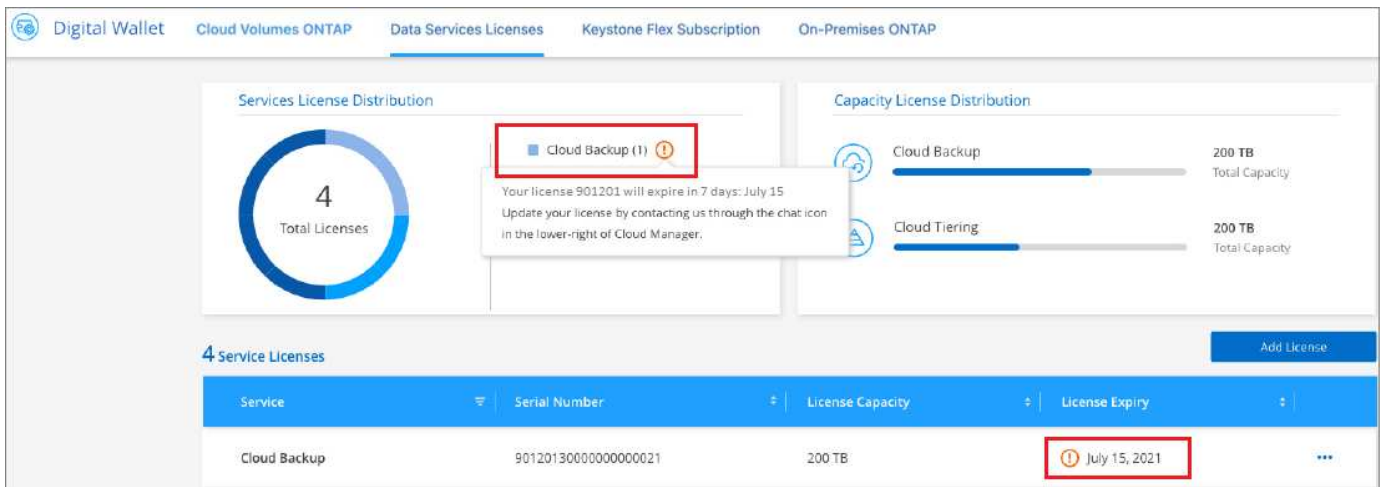 Digital Wallet
Cloud Volumes ONTAP
Data Services Licenses
Keystone Flex Subscription
On-Premises ONTAP
Services License Distribution
4
Total Licenses
Cloud Backup (1)
Your license 901201 will expire in 7 days: July 15
Update your license by contacting us through the chat icon
in the lower-right of Cloud Manager.
Capacity License Distribution
Cloud Backup
200 TB
Total Capacity
Cloud Tiering
200 TB
Total Capacity
4 Service Licenses
Add License
Service
Serial Number
License Capacity
License Expiry
Cloud Backup
90120130000000000021
200 TB
July 15, 2021